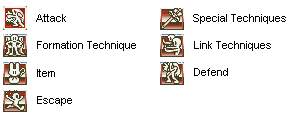 Attack
Special Techniques
Formation Technique
Link Techniques
Item
Defend
Escape